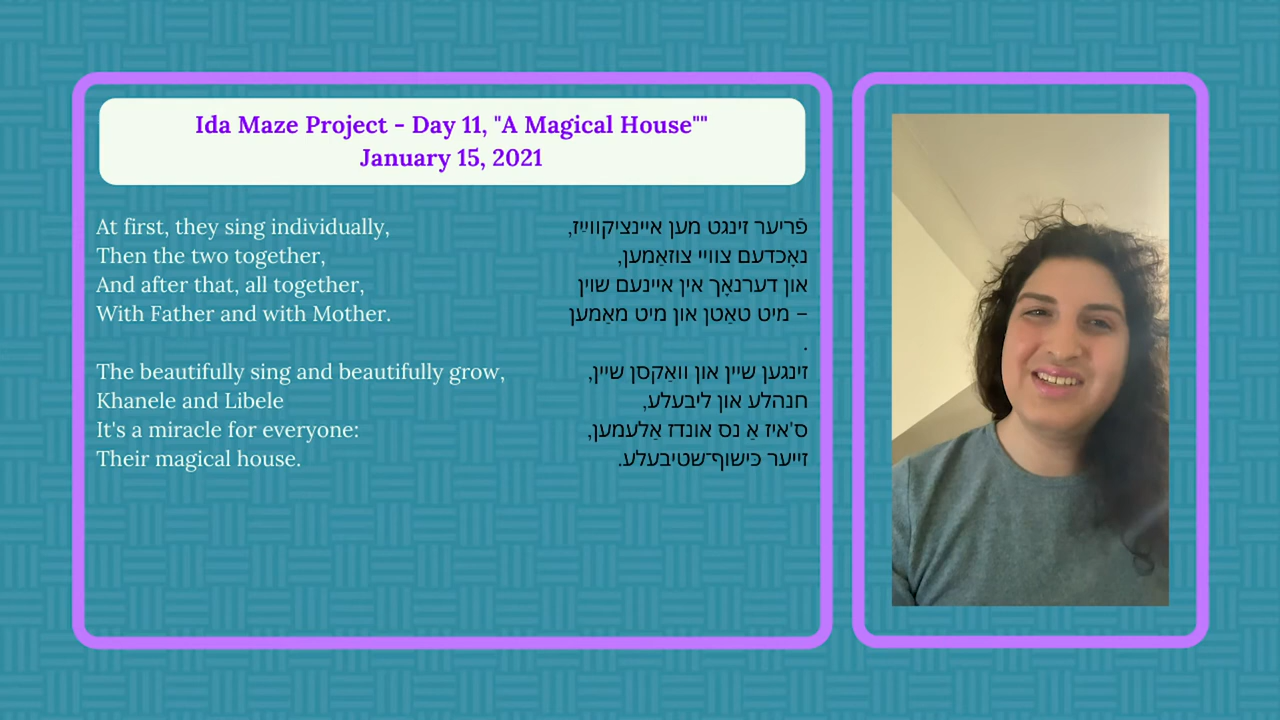 Ida Maze Project - Day 11, "A Magical House""
January 15, 2021
At first, they sing individually,
Then the two together,
And after that, all together,
With Father and with Mother.
The beautifully sing and beautifully grow,
Khanele and Libele
It's a miracle for everyone:
Their magical house.
פֿריִער זינגט מען איינציקווײַז,
נאָכדעם צוויי צוזאַמען,
און דערנאָך אין איינעם שוין
– מיט טאַטן און מיט מאַמען
.
זינגען שיין און וואַקסן שיין,
חנהלע און ליבעלע,
ס'איז אַ נס אונדז אַלעמען,
זייער כּישוף־שטיבעלע.